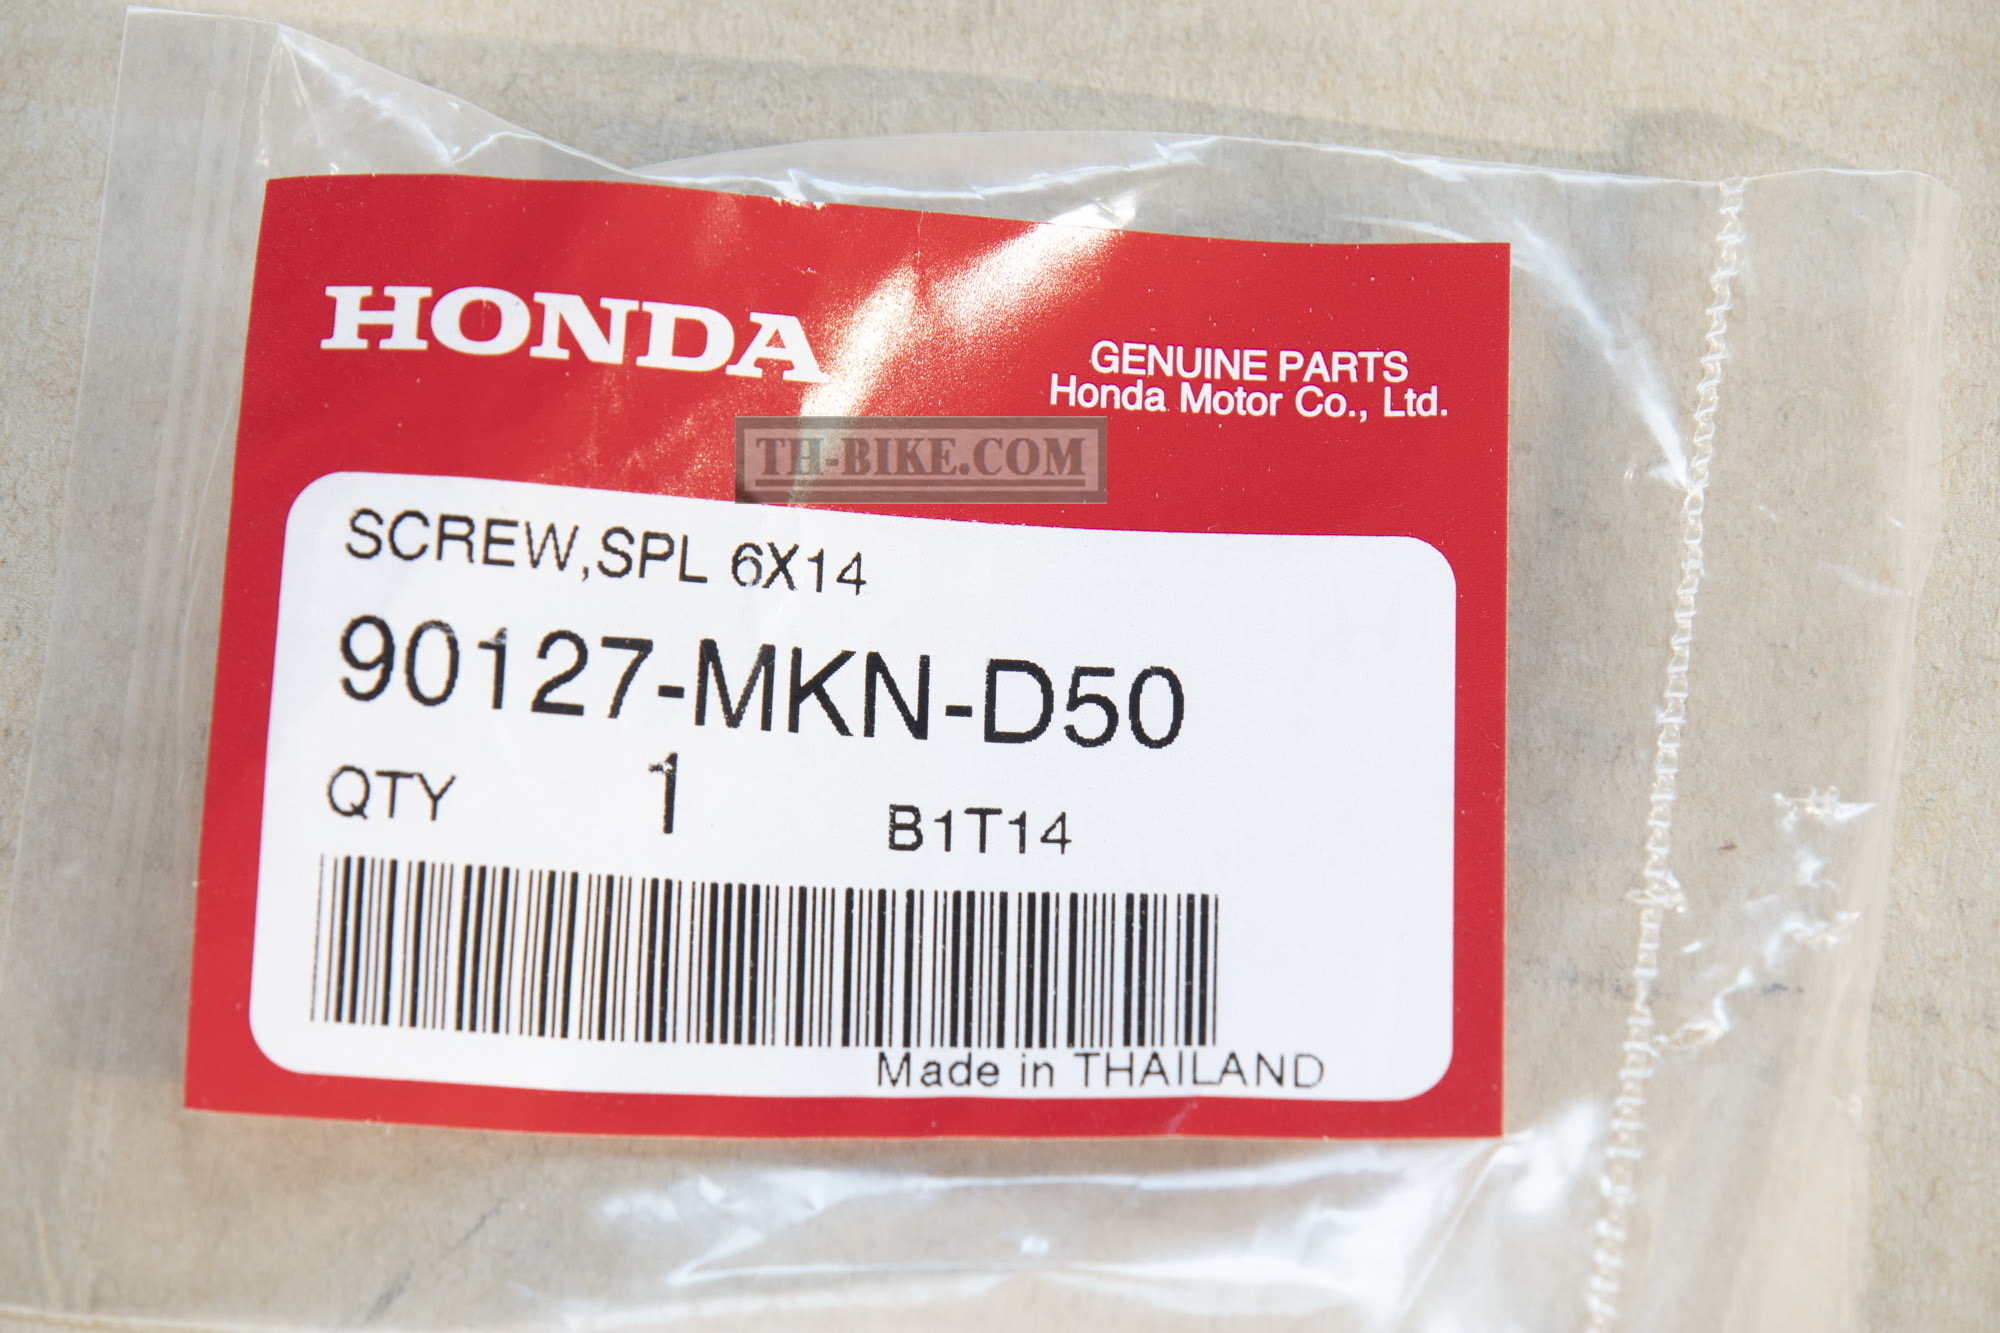 HONDA
GENUINE PARTS
Honda Motor Co., Ltd.
TH-BIKE.COM
SCREW,SPL 6X14
90127-MKN-D50
QTY 1 B1T14
Made in THAILAND